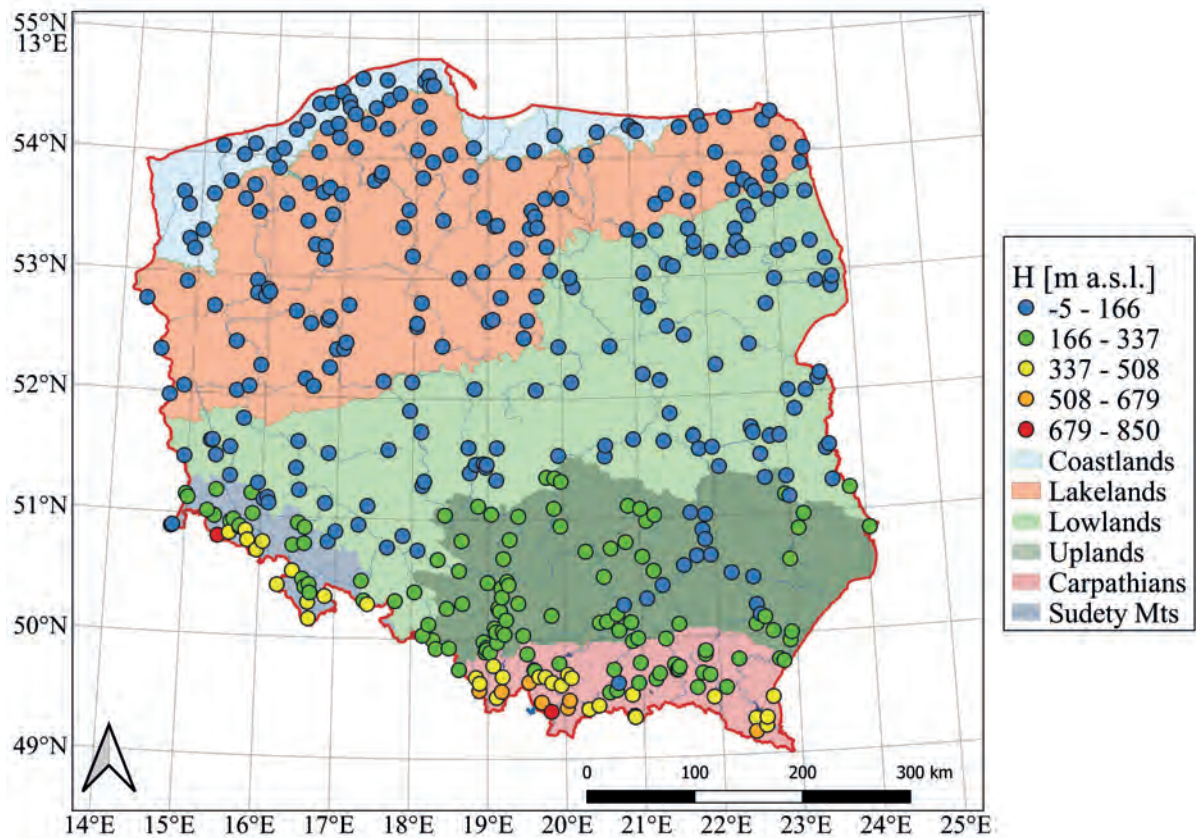 55°N
13°E
54°N
53°N
52°N
51°N
50°N
49°N
14°E 15°E 16°E 17°E 18°E 19°E 20°E 21°E 22°E 23°E 24°E 25°E
0 100 200 300 km
H [m a.s.l.]
-5 - 166
166 - 337
337 - 508
508 - 679
679 - 850
Coastlands
Lakelands
Lowlands
Uplands
Carpathians
Sudety Mts